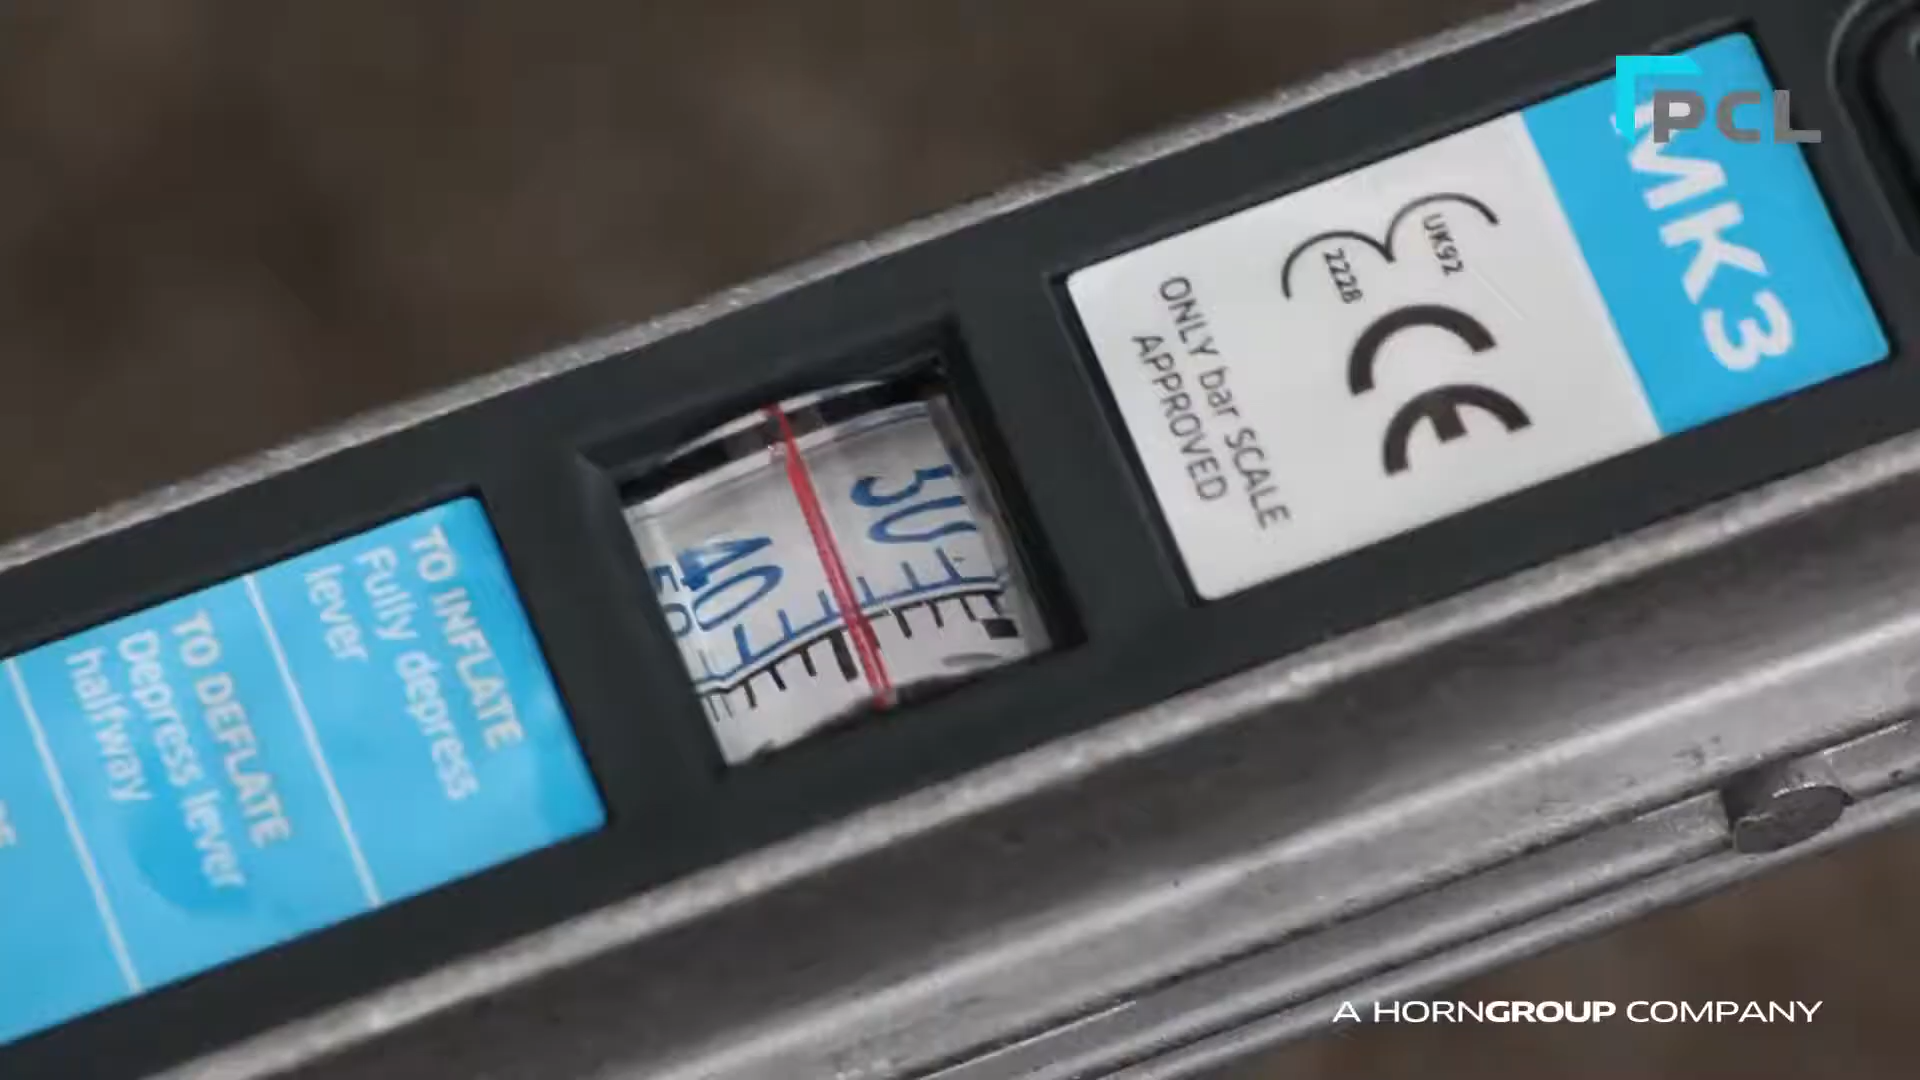 PCL
MK3
UK92
2228
CE
ONLY bar SCALE
APPROVED
30
40
50
TO INFLATE
Fully depress
lever
TO DEFLATE
Depress lever
halfway
A HORNGROUP COMPANY